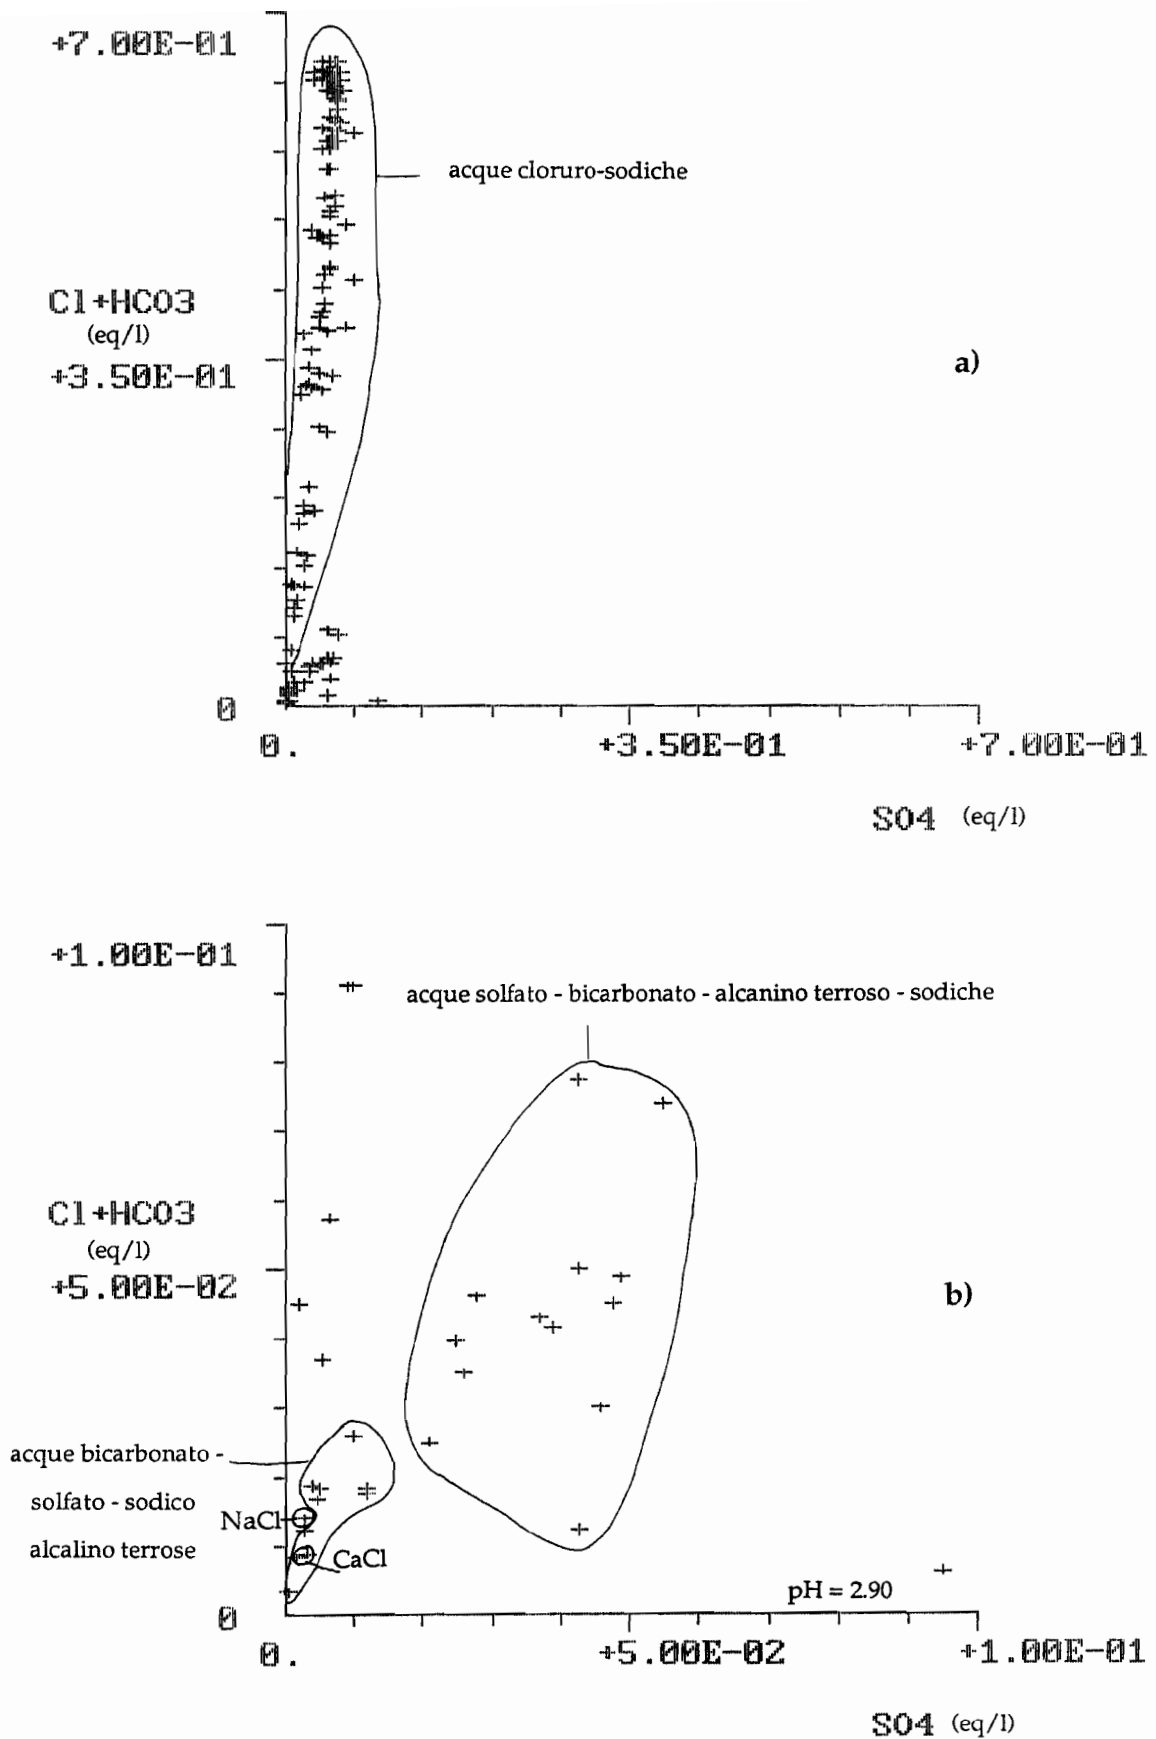 +7.00E-01
acque cloruro-sodiche
Cl+HCO3
(eq/l)
+3.50E-01
a)
0
0.
+3.50E-01
+7.00E-01
SO4 (eq/l)
+1.00E-01
acque solfato - bicarbonato - alcanino terroso - sodiche
Cl+HCO3
(eq/l)
+5.00E-02
b)
acque bicarbonato -
solfato - sodico
NaCl
alcalino terrose
CaCl
pH = 2.90
0
0.
+5.00E-02
+1.00E-01
SO4 (eq/l)